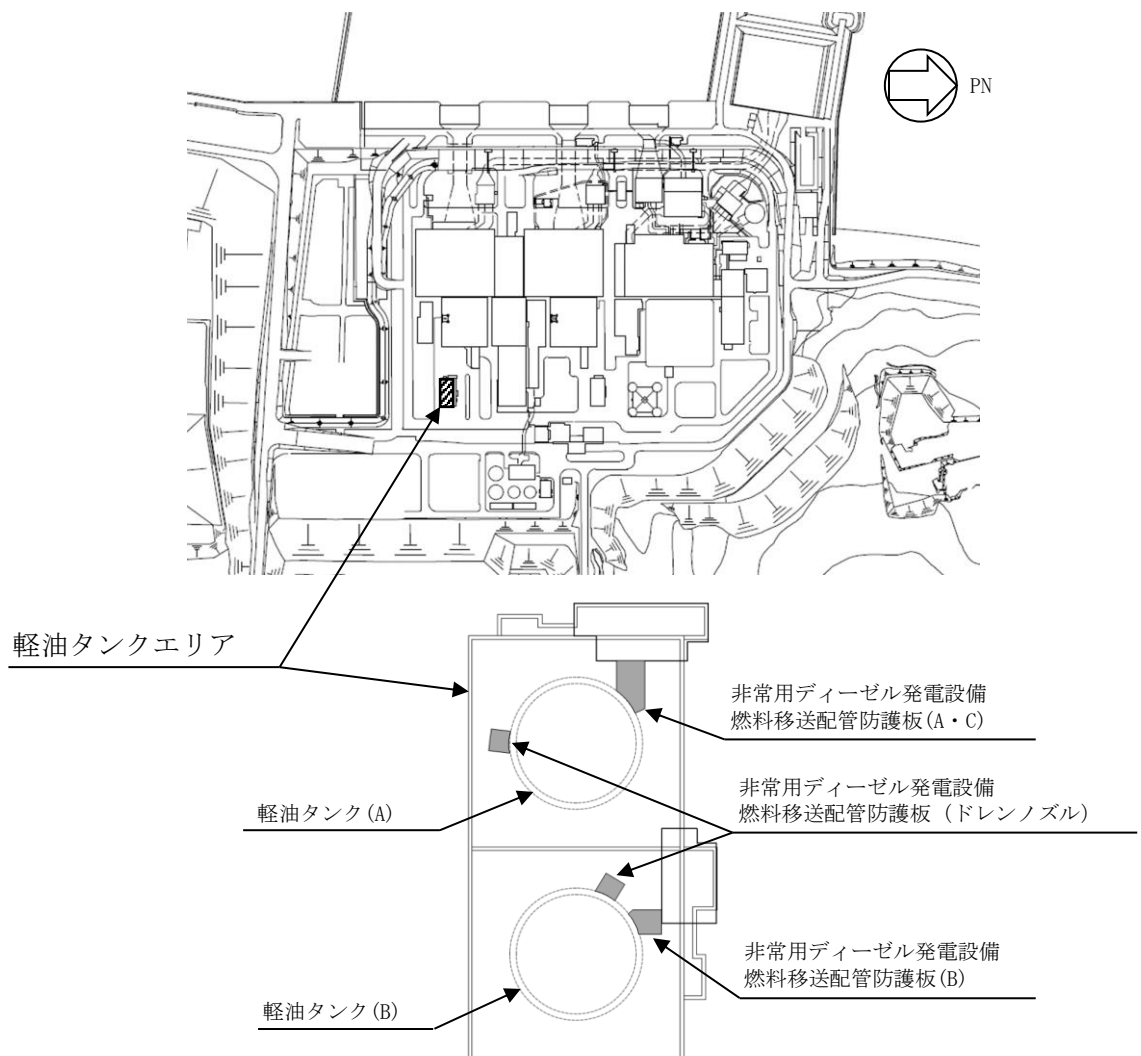 PN
軽油タンクエリア
非常用ディーゼル発電設備
燃料移送配管防護板(A・C)
非常用ディーゼル発電設備
燃料移送配管防護板（ドレンノズル）
軽油タンク(A)
非常用ディーゼル発電設備
燃料移送配管防護板(B)
軽油タンク(B)